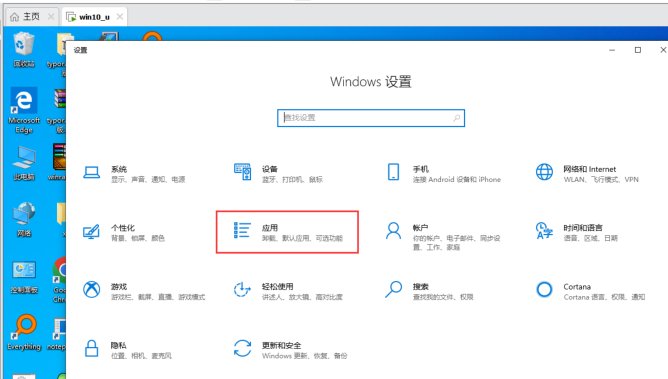 主页
win10_u
设置
Windows 设置
查找设置
系统
显示、声音、通知、电源
设备
蓝牙、打印机、鼠标
手机
连接 Android 设备和 iPhone
网络和 Internet
WLAN、飞行模式、VPN
个性化
背景、锁屏、颜色
应用
卸载、默认应用、可选功能
帐户
你的帐户、电子邮件、同步设
置、工作、家庭
时间和语言
语音、区域、日期
游戏
游戏栏、截屏、直播、游戏模式
轻松使用
讲述人、放大镜、高对比度
搜索
查找我的文件、权限
Cortana
Cortana 语言、权限、通知
隐私
位置、相机、麦克风
更新和安全
Windows 更新、恢复、备份
回收站
typor
Microsoft
Edge
typor
此电脑
winra
网络
控制面板
Goo
Chr
Everything
notep